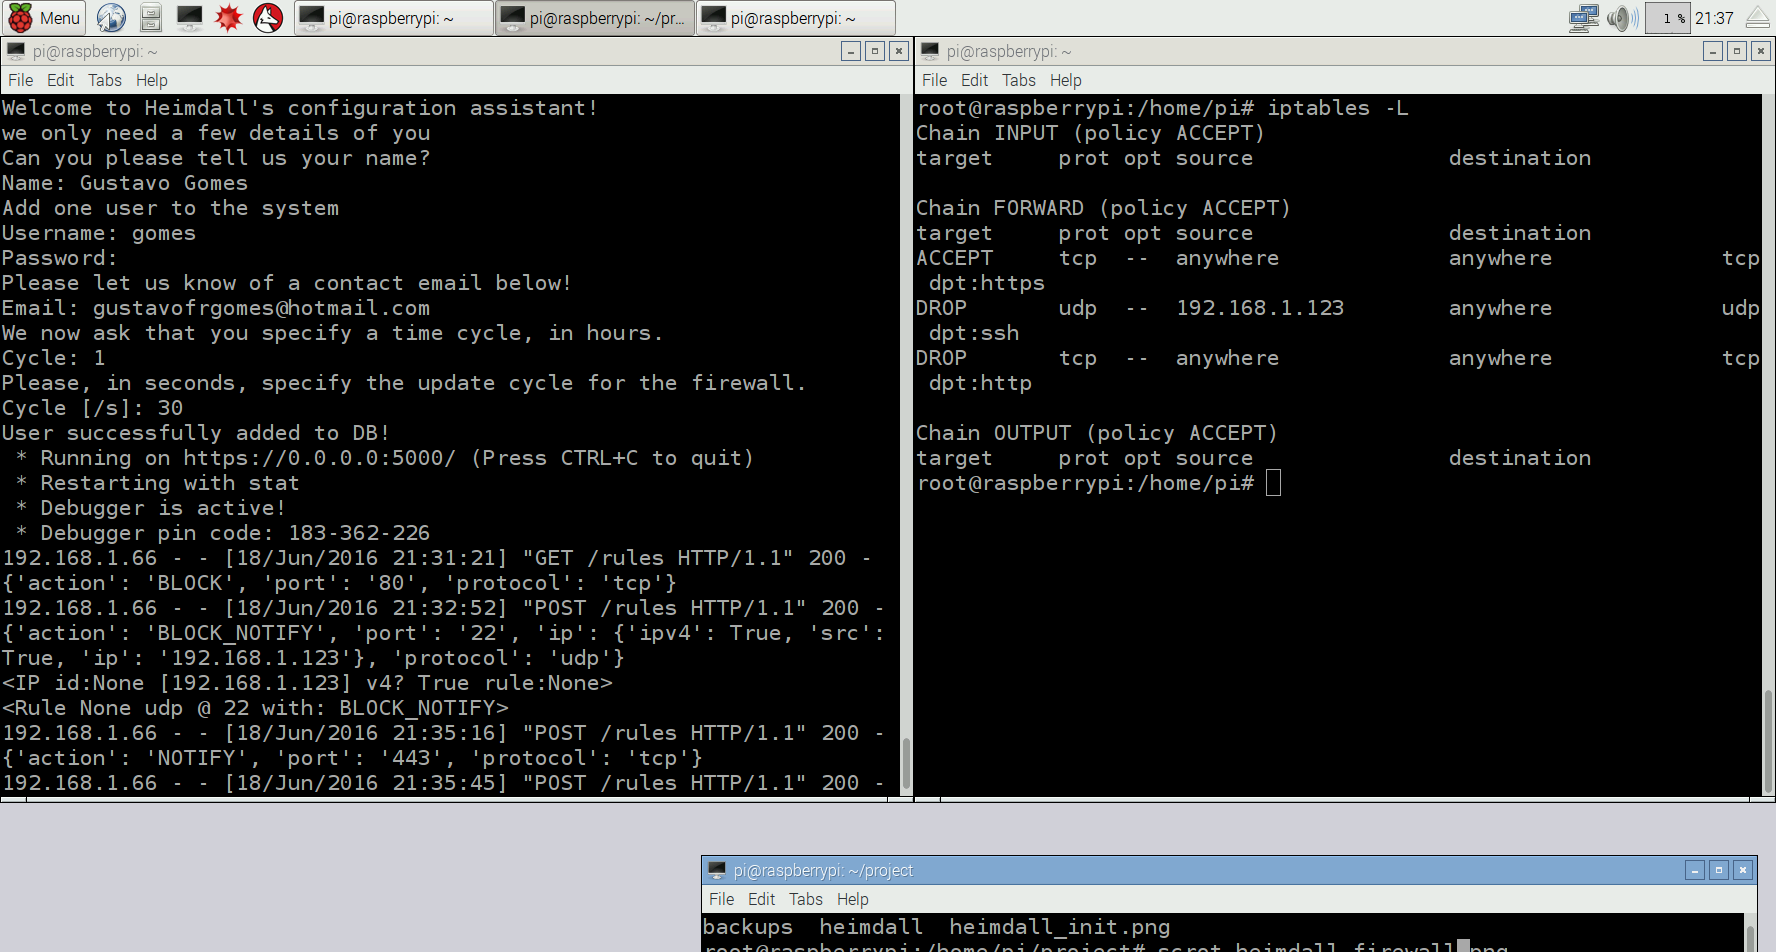 Menu
pi@raspberrypi: ~
pi@raspberrypi: ~/pr...
pi@raspberrypi: ~
1 %
21:37
pi@raspberrypi: ~
File Edit Tabs Help
Welcome to Heimdall's configuration assistant!
we only need a few details of you
Can you please tell us your name?
Name: Gustavo Gomes
Add one user to the system
Username: gomes
Password:
Please let us know of a contact email below!
Email: gustavofrgomes@hotmail.com
We now ask that you specify a time cycle, in hours.
Cycle: 1
Please, in seconds, specify the update cycle for the firewall.
Cycle [/s]: 30
User successfully added to DB!
 * Running on https://0.0.0.0:5000/ (Press CTRL+C to quit)
 * Restarting with stat
 * Debugger is active!
 * Debugger pin code: 183-362-226
192.168.1.66 - - [18/Jun/2016 21:31:21] "GET /rules HTTP/1.1" 200 -
{'action': 'BLOCK', 'port': '80', 'protocol': 'tcp'}
192.168.1.66 - - [18/Jun/2016 21:32:52] "POST /rules HTTP/1.1" 200 -
{'action': 'BLOCK_NOTIFY', 'port': '22', 'ip': {'ipv4': True, 'src':
True, 'ip': '192.168.1.123'}, 'protocol': 'udp'}
<IP id:None [192.168.1.123] v4? True rule:None>
<Rule None udp @ 22 with: BLOCK_NOTIFY>
192.168.1.66 - - [18/Jun/2016 21:35:16] "POST /rules HTTP/1.1" 200 -
{'action': 'NOTIFY', 'port': '443', 'protocol': 'tcp'}
192.168.1.66 - - [18/Jun/2016 21:35:45] "POST /rules HTTP/1.1" 200 -
pi@raspberrypi: ~
File Edit Tabs Help
root@raspberrypi:/home/pi# iptables -L
Chain INPUT (policy ACCEPT)
target     prot opt source               destination
Chain FORWARD (policy ACCEPT)
target     prot opt source               destination
ACCEPT     tcp  --  anywhere             anywhere             tcp
 dpt:https
DROP       udp  --  192.168.1.123        anywhere             udp
 dpt:ssh
DROP       tcp  --  anywhere             anywhere             tcp
 dpt:http
Chain OUTPUT (policy ACCEPT)
target     prot opt source               destination
root@raspberrypi:/home/pi#
pi@raspberrypi: ~/project
File Edit Tabs Help
backups  heimdall  heimdall_init.png
root@raspberrypi:/home/pi/project# scrot heimdall_firewall.png